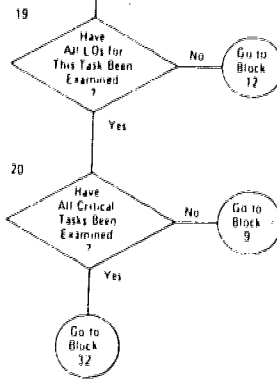 19
Have
All LOs for
This Task Been
Examined
?
No
Go to
Block
12
Yes
20
Have
All Critical
Tasks Been
Examined
?
No
Go to
Block
9
Yes
Go to
Block
32